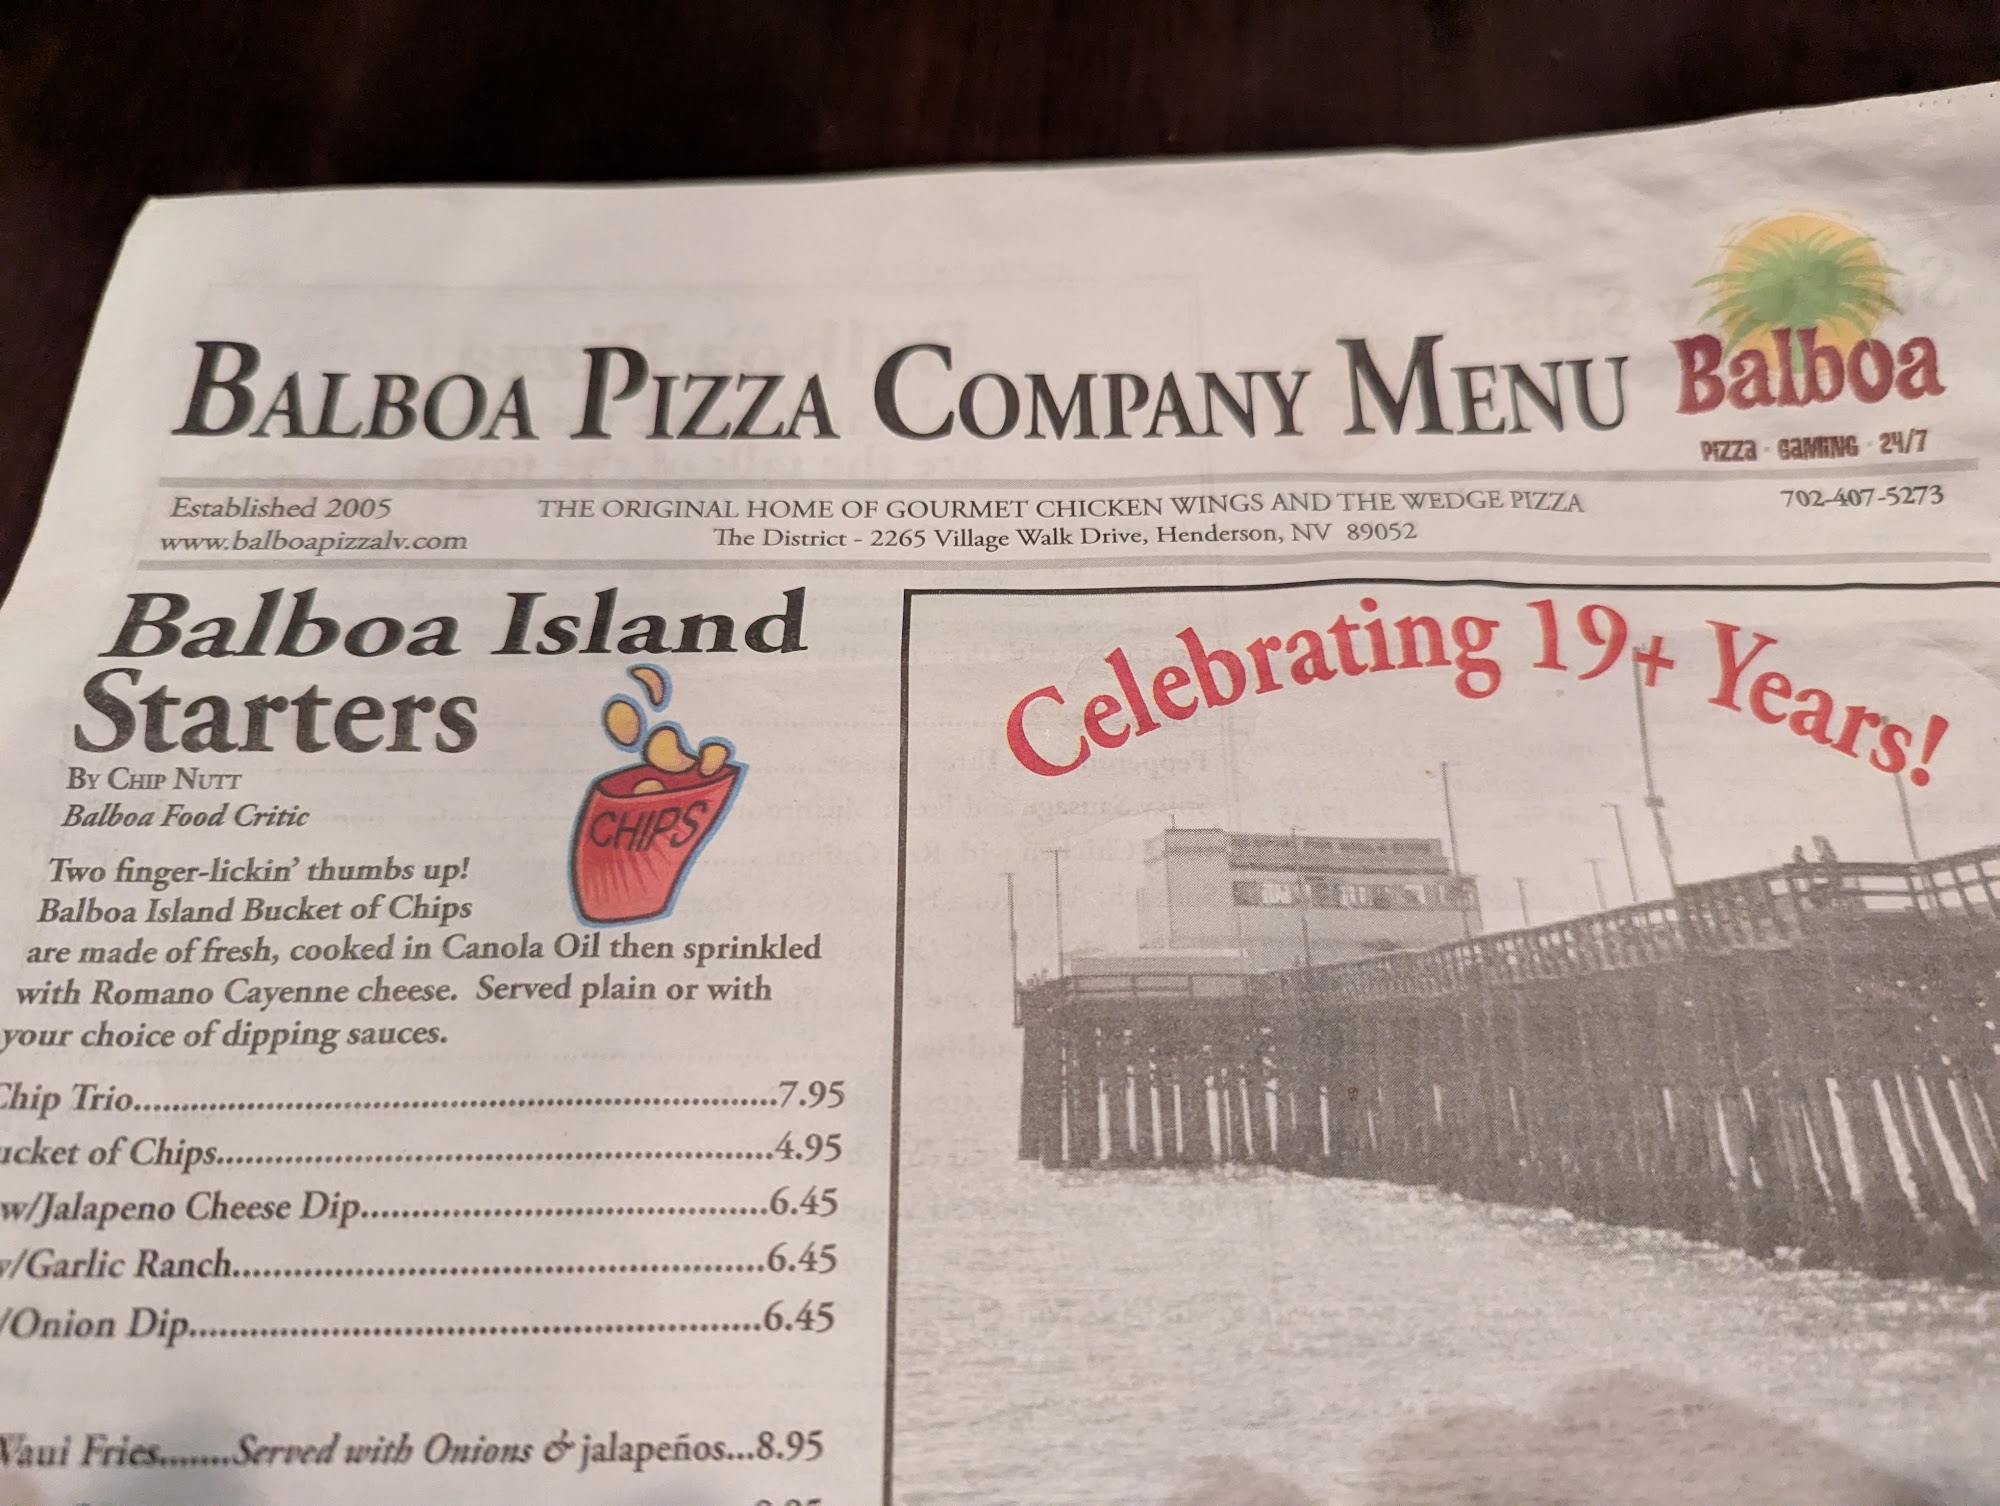 BALBOA PIZZA COMPANY MENU
Balboa
PIZZA · GAMING · 24/7
Established 2005
THE ORIGINAL HOME OF GOURMET CHICKEN WINGS AND THE WEDGE PIZZA
702-407-5273
www.balboapizzalv.com
The District - 2265 Village Walk Drive, Henderson, NV 89052
Balboa Island
Starters
BY CHIP NUTT
Balboa Food Critic
CHIPS
Two finger-lickin' thumbs up!
Balboa Island Bucket of Chips
are made of fresh, cooked in Canola Oil then sprinkled
with Romano Cayenne cheese. Served plain or with
your choice of dipping sauces.
Chip Trio.....................................................................7.95
ucket of Chips............................................................4.95
w/Jalapeno Cheese Dip...........................................6.45
/Garlic Ranch.........................................................6.45
/Onion Dip.............................................................6.45
Fries.......Served with Onions & jalapeños...8.95
Celebrating 19+ Years!